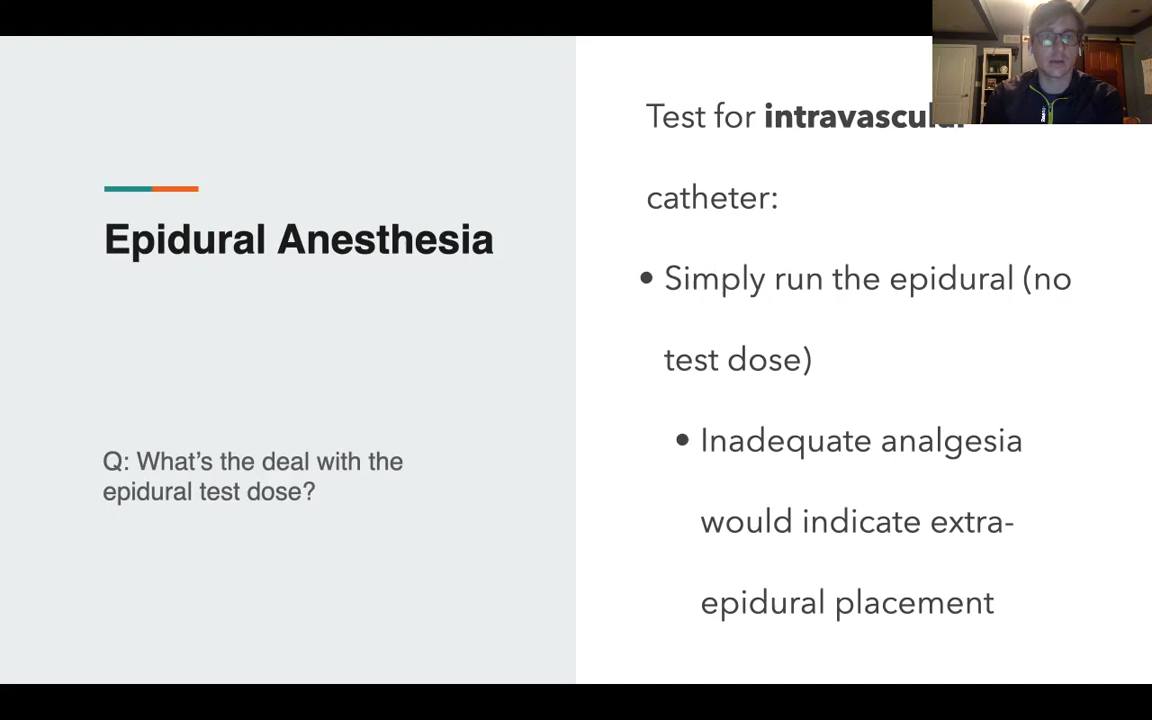 Epidural Anesthesia
Q: What's the deal with the
epidural test dose?
Test for intravascular
catheter:
• Simply run the epidural (no
test dose)
• Inadequate analgesia
would indicate extra-
epidural placement